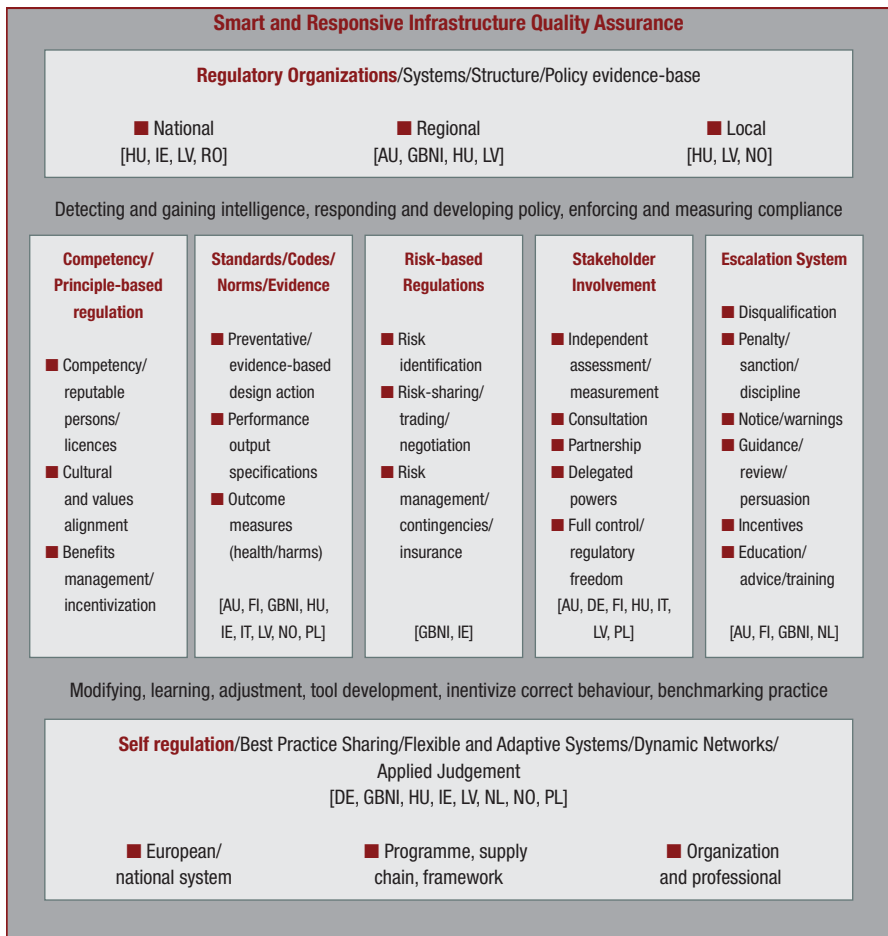 Smart and Responsive Infrastructure Quality Assurance
Regulatory Organizations/Systems/Structure/Policy evidence-base
■ National
[HU, IE, LV, RO]
■ Regional
[AU, GBNI, HU, LV]
■ Local
[HU, LV, NO]
Detecting and gaining intelligence, responding and developing policy, enforcing and measuring compliance
Competency/
Principle-based
regulation
■ Competency/
reputable
persons/
licences
■ Cultural
and values
alignment
■ Benefits
management/
incentivization
Standards/Codes/
Norms/Evidence
■ Preventative/
evidence-based
design action
■ Performance
output
specifications
■ Outcome
measures
(health/harms)
[AU, FI, GBNI, HU,
IE, IT, LV, NO, PL]
Risk-based
Regulations
■ Risk
identification
■ Risk-sharing/
trading/
negotiation
■ Risk
management/
contingencies/
insurance
[GBNI, IE]
Stakeholder
Involvement
■ Independent
assessment/
measurement
■ Consultation
■ Partnership
■ Delegated
powers
■ Full control/
regulatory
freedom
[AU, DE, FI, HU, IT,
LV, PL]
Escalation System
■ Disqualification
■ Penalty/
sanction/
discipline
■ Notice/warnings
■ Guidance/
review/
persuasion
■ Incentives
■ Education/
advice/training
[AU, FI, GBNI, NL]
Modifying, learning, adjustment, tool development, inentivize correct behaviour, benchmarking practice
Self regulation/Best Practice Sharing/Flexible and Adaptive Systems/Dynamic Networks/
Applied Judgement
[DE, GBNI, HU, IE, LV, NL, NO, PL]
■ European/
national system
■ Programme, supply
chain, framework
■ Organization
and professional